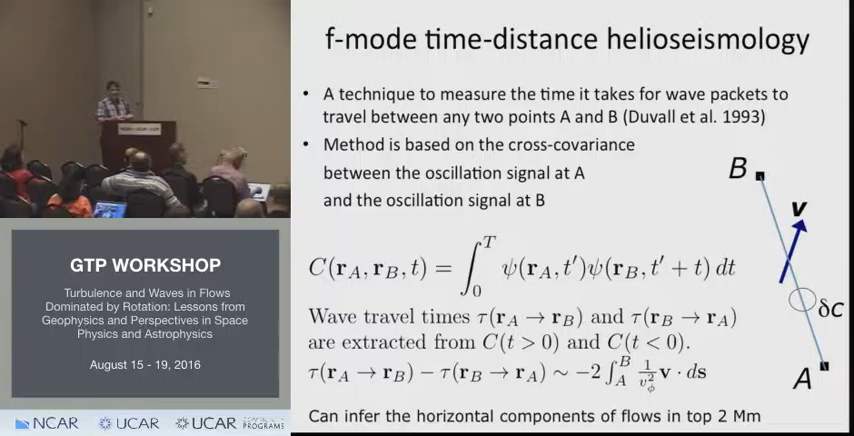 f-mode time-distance helioseismology
• A technique to measure the time it takes for wave packets to
travel between any two points A and B (Duvall et al. 1993)
• Method is based on the cross-covariance
between the oscillation signal at A
and the oscillation signal at B
B
v
δc
A
C(r_A, r_B, t) = ∫_0^T ψ(r_A, t′)ψ(r_B, t′ + t) dt
Wave travel times τ(r_A → r_B) and τ(r_B → r_A)
are extracted from C(t > 0) and C(t < 0).
τ(r_A → r_B) − τ(r_B → r_A) ∼ −2 ∫_A^B 1/v_ϕ^2 v · ds
Can infer the horizontal components of flows in top 2 Mm
GTP WORKSHOP
Turbulence and Waves in Flows
Dominated by Rotation: Lessons from
Geophysics and Perspectives in Space
Physics and Astrophysics
August 15 - 19, 2016
NCAR
UCAR
UCAR
PROGRAMS